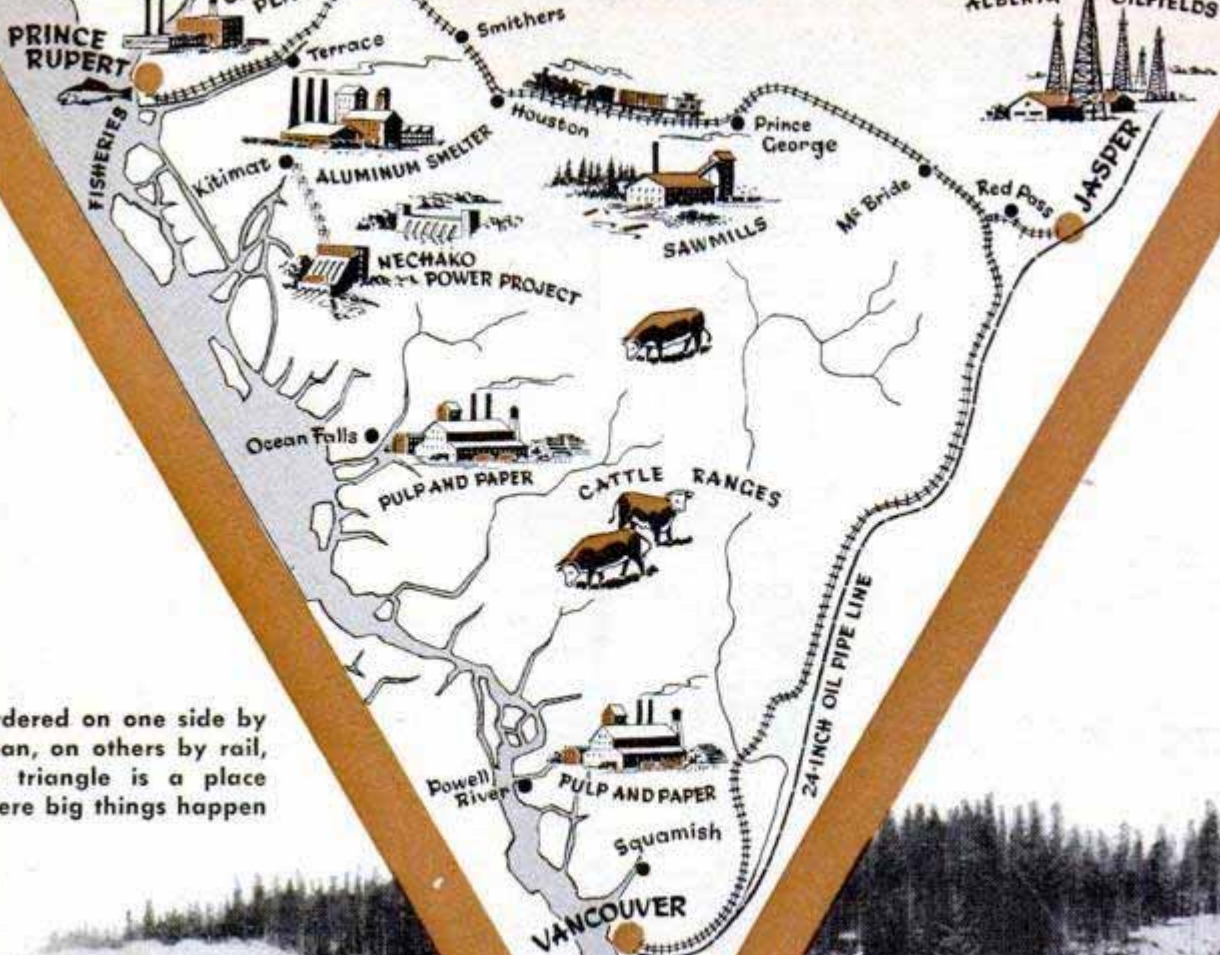 ALBERTA OILFIELDS
PRINCE
RUPERT
Terrace
Smithers
Houston
Prince
George
FISHERIES
Kitimat
ALUMINUM SMELTER
NECHAKO
POWER PROJECT
SAWMILLS
McBride
Red Pass
JASPER
Ocean Falls
PULP AND PAPER
CATTLE RANGES
24-INCH OIL PIPE LINE
dered on one side by
an, on others by rail,
triangle is a place
ere big things happen
Powell
River
PULP AND PAPER
Squamish
VANCOUVER